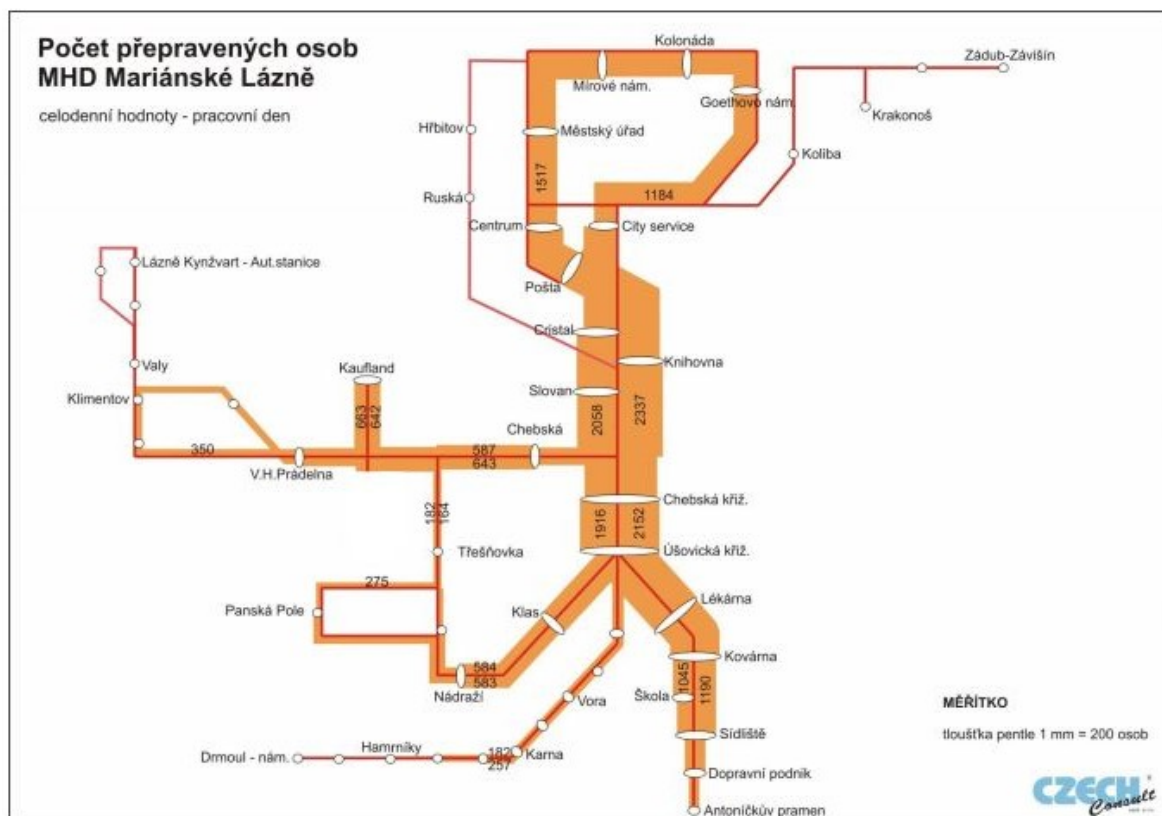 Počet přepravených osob
MHD Mariánské Lázně
celodenní hodnoty - pracovní den
Kolonáda
Mírové nám.
Goethovo nám.
Zádub-Závišín
Krakonoš
Hřbitov
Městský úřad
Koliba
1517
Ruská
1184
Centrum
City service
Lázně Kynžvart - Aut.stanice
Pošta
Cristal
Valy
Kaufland
Knihovna
Klimentov
Slovan
663
642
2058
2337
Chebská
350
587
643
V.H.Prádelna
182
164
Chebská křiž.
1916
2152
Třešňovka
Úšovická křiž.
275
Panská Pole
Klas
Lékárna
Kovárna
584
583
1045
1190
Nádraží
Škola
Vora
Sídliště
Hamrníky
182
257
Karna
Drmoul - nám.
Dopravní podnik
Antoníčkův pramen
MĚŘÍTKO
tloušťka pentle 1 mm = 200 osob
CZECH
Consult